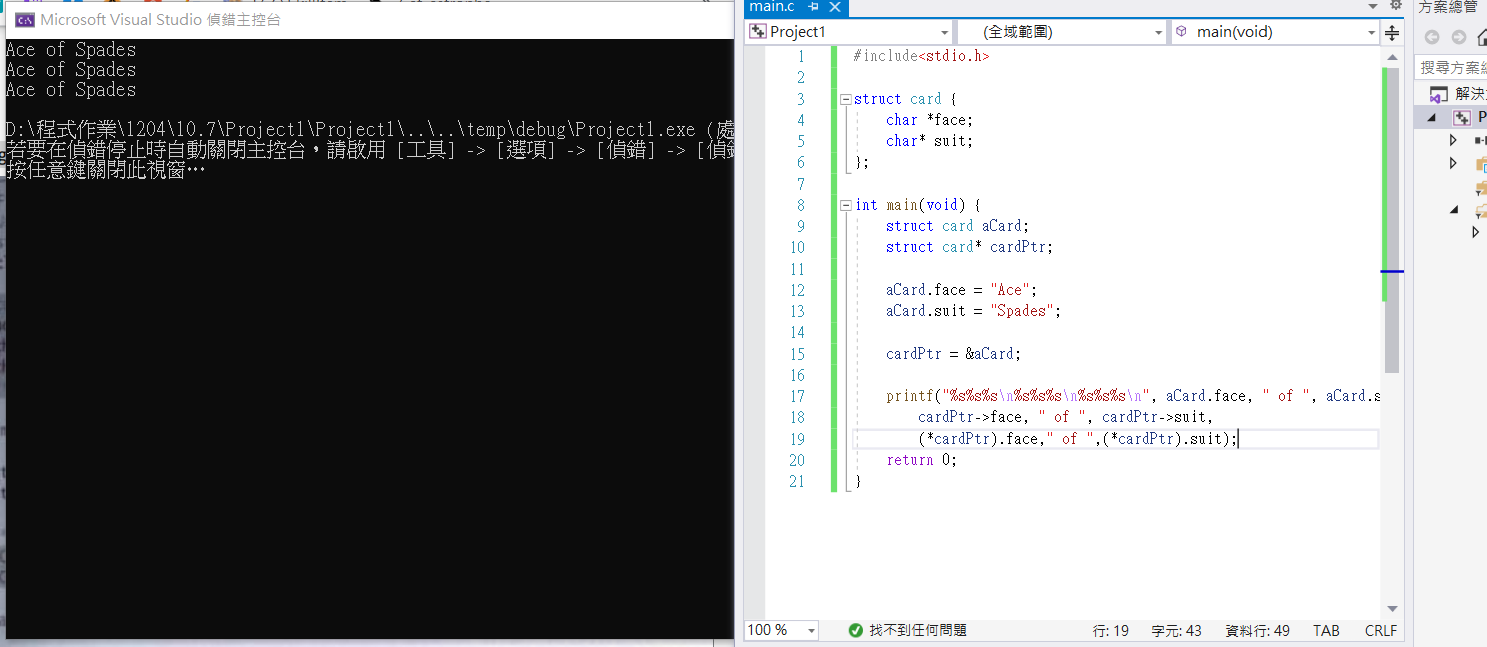 Microsoft Visual Studio 偵錯主控台
Ace of Spades
Ace of Spades
Ace of Spades
D:\程式作業\1204\10.7\Project1\Project1\..\..\temp\debug\Project1.exe (處
若要在偵錯停止時自動關閉主控台，請啟用 [工具] -> [選項] -> [偵錯] -> [偵錯
按任意鍵關閉此視窗…
main.c
Project1
(全域範圍)
main(void)
1 #include<stdio.h>
2
3 struct card {
4 char *face;
5 char* suit;
6 };
7
8 int main(void) {
9 struct card aCard;
10 struct card* cardPtr;
11
12 aCard.face = "Ace";
13 aCard.suit = "Spades";
14
15 cardPtr = &aCard;
16
17 printf("%s%s%s\n%s%s%s\n%s%s%s\n", aCard.face, " of ", aCard.s
18 cardPtr->face, " of ", cardPtr->suit,
19 (*cardPtr).face," of ",(*cardPtr).suit);
20 return 0;
21 }
100 %
找不到任何問題
行: 19
字元: 43
資料行: 49
TAB
CRLF
方案總管
搜尋方案總
解決
P